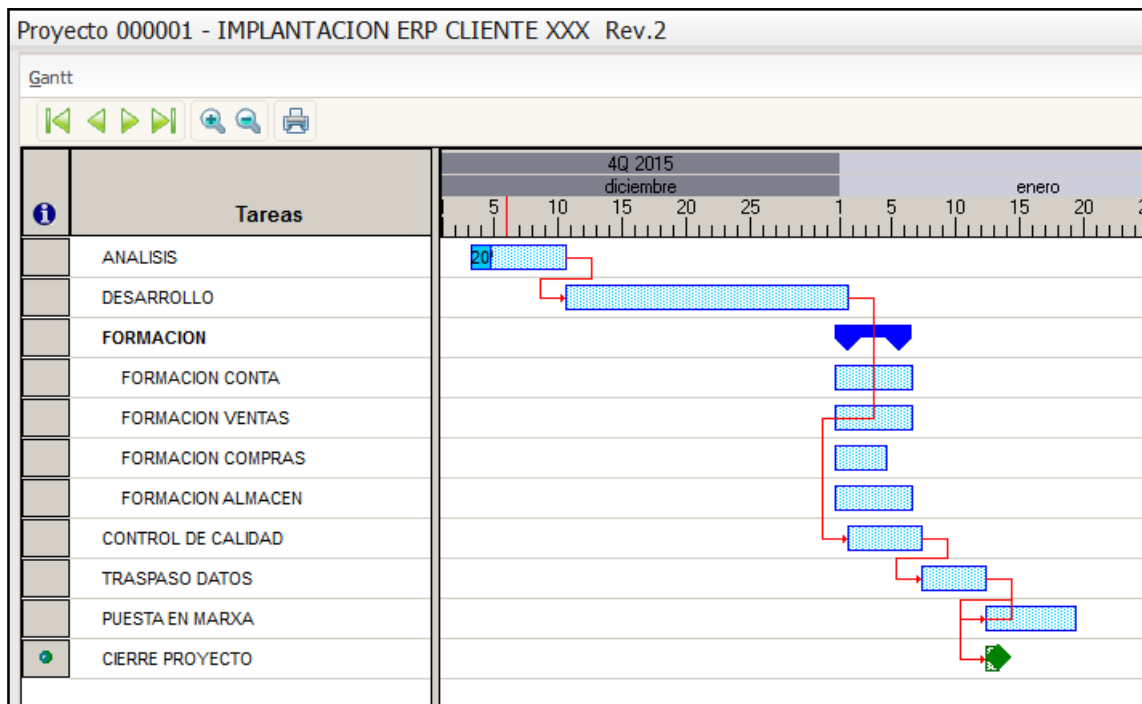 Proyecto 000001 - IMPLANTACION ERP CLIENTE XXX Rev.2
Gantt
4Q 2015
diciembre enero
Tareas 5 10 15 20 25 1 5 10 15 20
ANALISIS 20
DESARROLLO
FORMACION
FORMACION CONTA
FORMACION VENTAS
FORMACION COMPRAS
FORMACION ALMACEN
CONTROL DE CALIDAD
TRASPASO DATOS
PUESTA EN MARXA
CIERRE PROYECTO